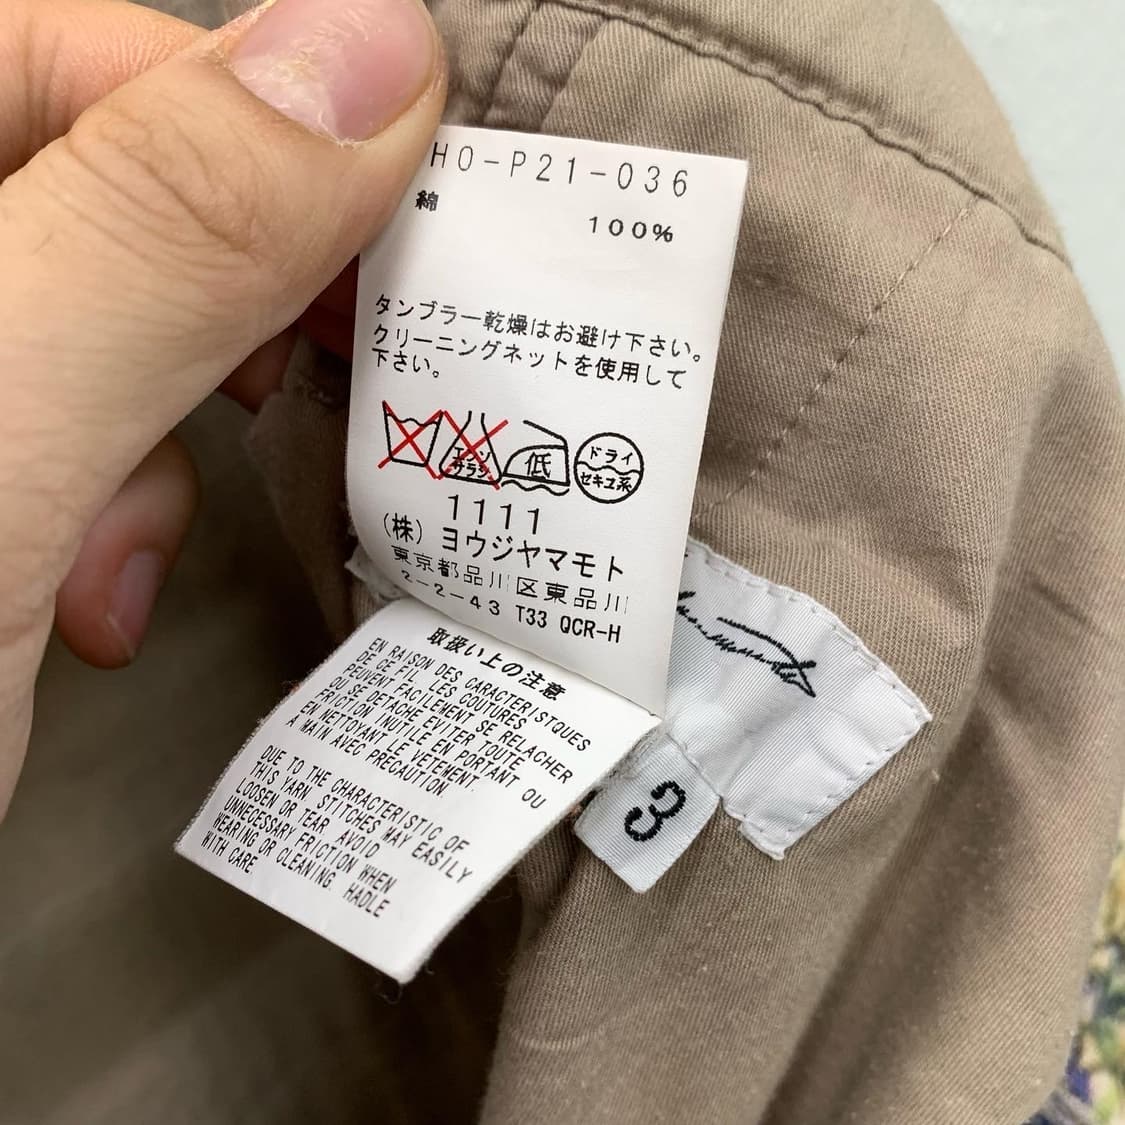 HO-P21-036
綿 100%
タンブラー乾燥はお避け下さい。
クリーニングネットを使用して
下さい。
エンソ
サラシ
低
ドライ
セキユ系
1111
(株) ヨウジヤマモト
東京都品川区東品川
2-2-43 T33 QCR-H
取扱い上の注意
EN RAISON DES CARACTERISTIQUES
DE CE FIL. LES COUTURES
PEUVENT FACILEMENT SE RELACHER
OU SE DETACHE EVITER TOUTE
FRICTION INUTILE EN PORTANT OU
EN NETTOYANT LE VETEMENT.
A MAIN AVEC PRECAUTION.
DUE TO THE CHARACTERISTIC OF
THIS YARN. STITCHES MAY EASILY
LOOSEN OR TEAR. AVOID
UNNECESSARY FRICTION WHEN
WEARING OR CLEANING. HADLE
WITH CARE.
3